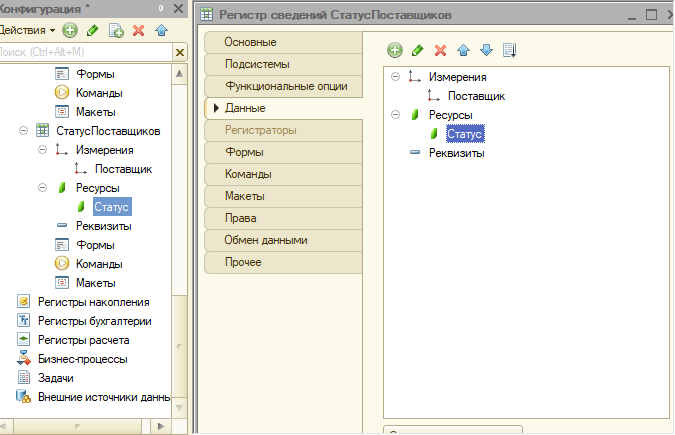 Конфигурация *
Действия
Поиск (Ctrl+Alt+M)
Формы
Команды
Макеты
СтатусПоставщиков
Измерения
Поставщик
Ресурсы
Статус
Реквизиты
Формы
Команды
Макеты
Регистры накопления
Регистры бухгалтерии
Регистры расчета
Бизнес-процессы
Задачи
Внешние источники данны
Регистр сведений СтатусПоставщиков
Основные
Подсистемы
Функциональные опции
Данные
Регистраторы
Формы
Команды
Макеты
Права
Обмен данными
Прочее
Измерения
Поставщик
Ресурсы
Статус
Реквизиты